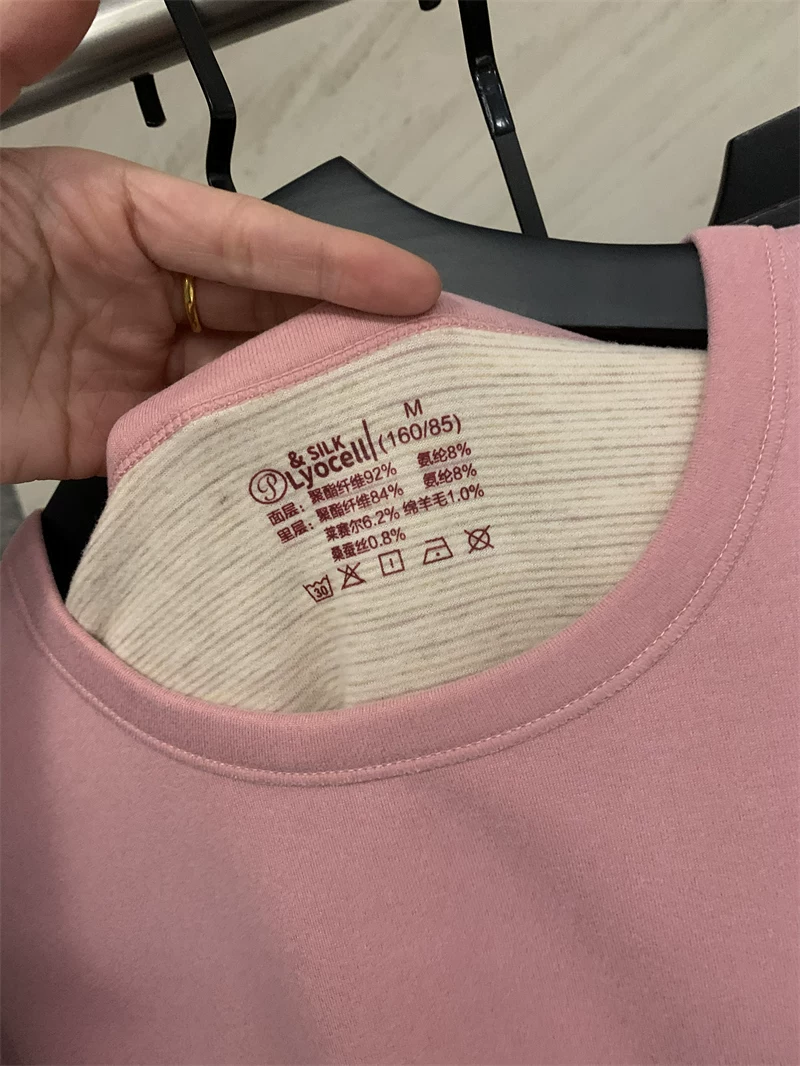 M
& SILK
Lyocell (160/85)
面层：聚酯纤维92% 氨纶8%
里层：聚酯纤维84% 氨纶8%
莱赛尔6.2% 绵羊毛1.0%
桑蚕丝0.8%
30